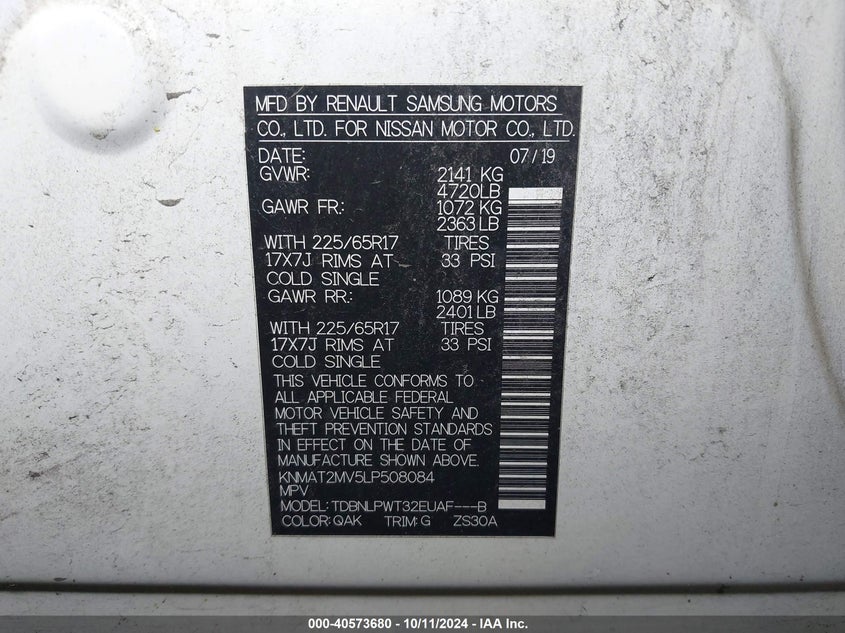 MFD BY RENAULT SAMSUNG MOTORS
CO., LTD. FOR NISSAN MOTOR CO., LTD.
DATE: 07/19
GVWR: 2141 KG
4720LB
GAWR FR.: 1072 KG
2363 LB
WITH 225/65R17 TIRES
17X7J RIMS AT 33 PSI
COLD SINGLE
GAWR RR.: 1089 KG
2401 LB
WITH 225/65R17 TIRES
17X7J RIMS AT 33 PSI
COLD SINGLE
THIS VEHICLE CONFORMS TO
ALL APPLICABLE FEDERAL
MOTOR VEHICLE SAFETY AND
THEFT PREVENTION STANDARDS
IN EFFECT ON THE DATE OF
MANUFACTURE SHOWN ABOVE.
KNMAT2MV5LP508084
MPV
MODEL: TDBNLPWT32EUAF---B
COLOR: QAK TRIM: G ZS30A
000-40573680 - 10/11/2024 - IAA Inc.